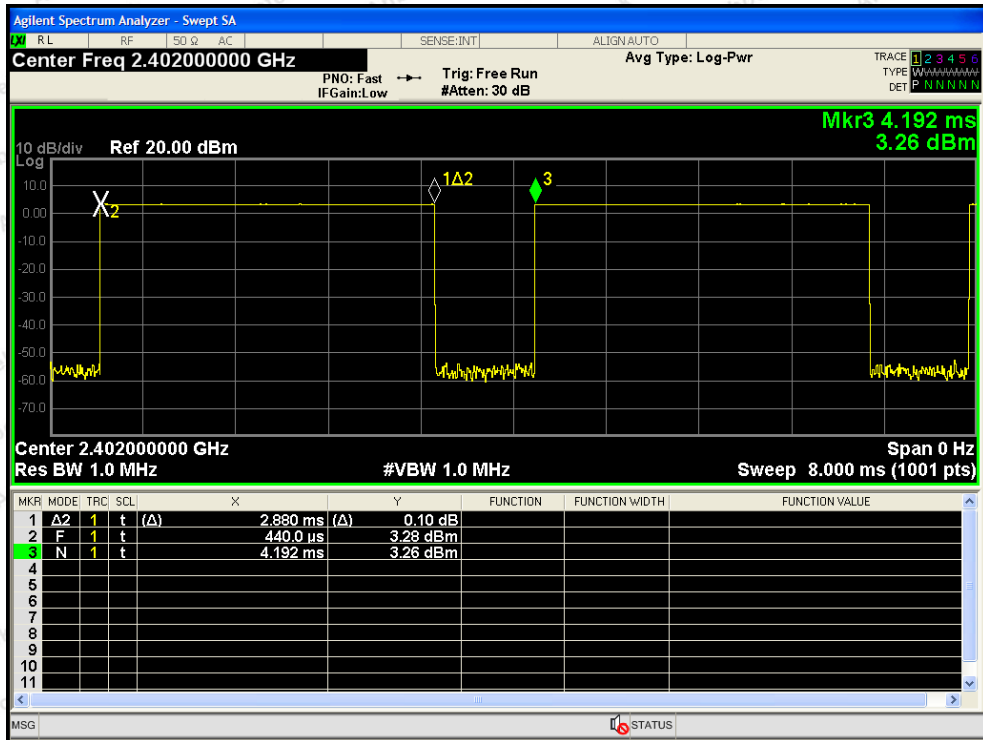 Agilent Spectrum Analyzer - Swept SA
LXI RL RF 50 Ω AC SENSE:INT ALIGN AUTO
Center Freq 2.402000000 GHz
PNO: Fast
IFGain:Low
Trig: Free Run
#Atten: 30 dB
Avg Type: Log-Pwr
TRACE 1 2 3 4 5 6
TYPE W
DET P N N N N N
Mkr3 4.192 ms
3.26 dBm
10 dB/div Ref 20.00 dBm
Log
10.0
0.00
-10.0
-20.0
-30.0
-40.0
-50.0
-60.0
-70.0
X2
1Δ2
3
Center 2.402000000 GHz Span 0 Hz
Res BW 1.0 MHz #VBW 1.0 MHz Sweep 8.000 ms (1001 pts)
MKR MODE TRC SCL X Y FUNCTION FUNCTION WIDTH FUNCTION VALUE
1 Δ2 1 t (Δ) 2.880 ms (Δ) 0.10 dB
2 F 1 t 440.0 µs 3.28 dBm
3 N 1 t 4.192 ms 3.26 dBm
4
5
6
7
8
9
10
11
MSG STATUS